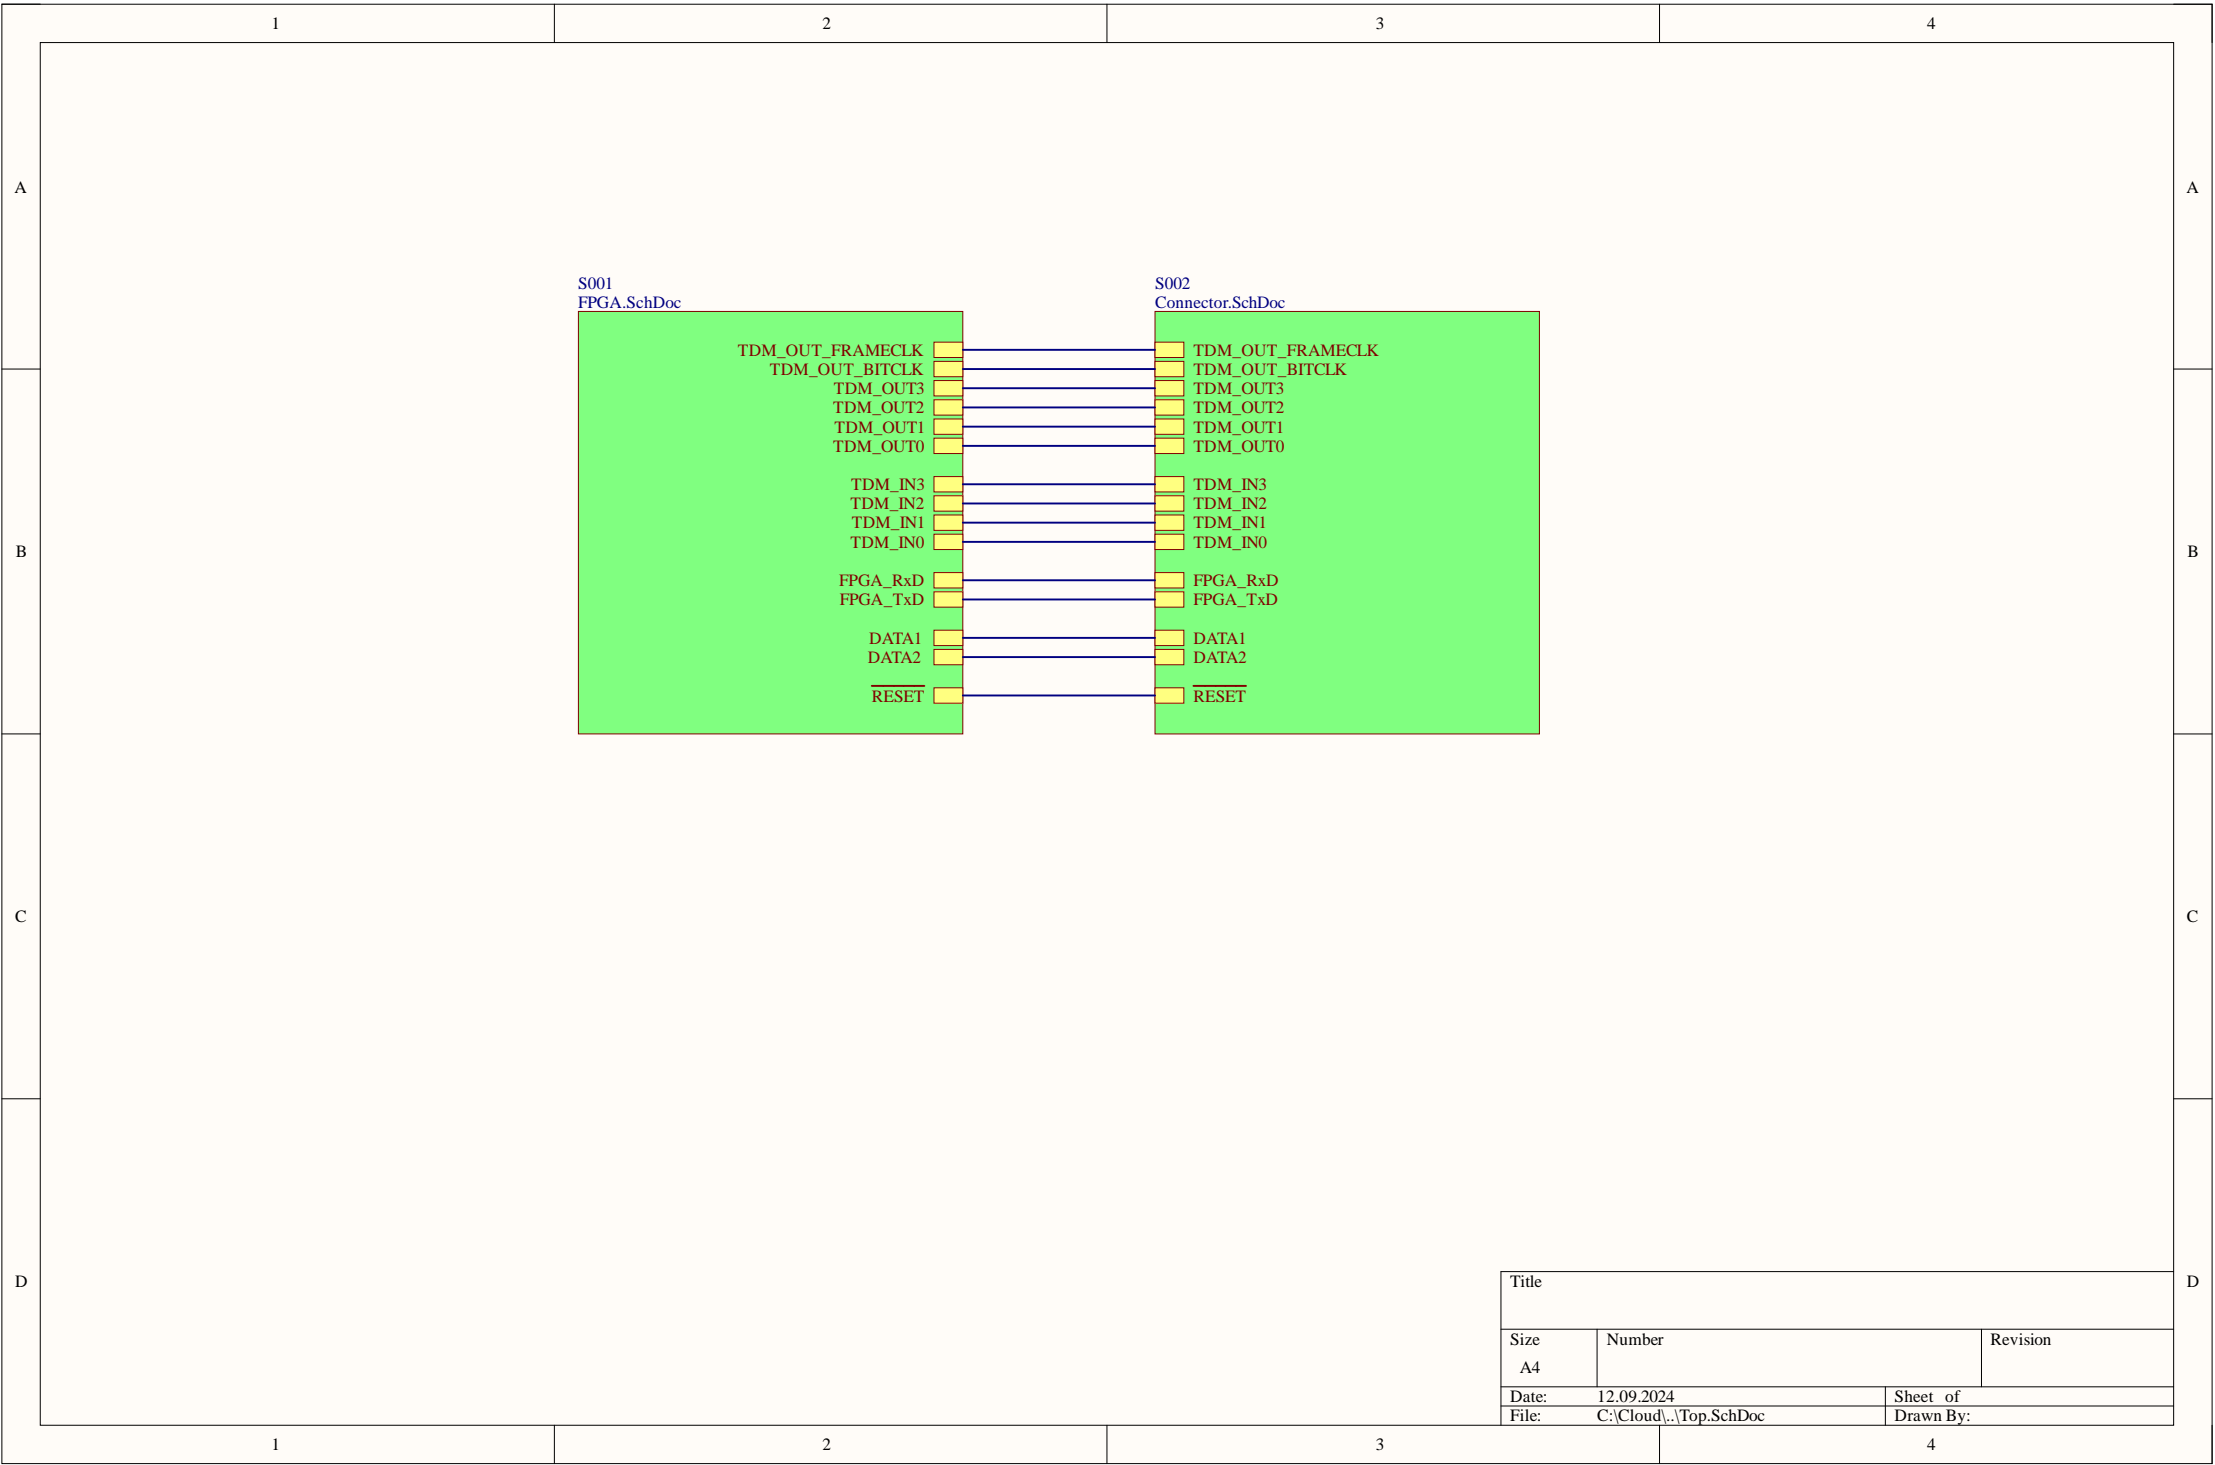 1 2 3 4
A A
S001 S002
FPGA.SchDoc Connector.SchDoc
TDM_OUT_FRAMECLK TDM_OUT_FRAMECLK
TDM_OUT_BITCLK TDM_OUT_BITCLK
TDM_OUT3 TDM_OUT3
TDM_OUT2 TDM_OUT2
TDM_OUT1 TDM_OUT1
TDM_OUT0 TDM_OUT0
TDM_IN3 TDM_IN3
TDM_IN2 TDM_IN2
TDM_IN1 TDM_IN1
TDM_IN0 TDM_IN0
B B
FPGA_RxD FPGA_RxD
FPGA_TxD FPGA_TxD
DATA1 DATA1
DATA2 DATA2
RESET RESET
C C
D D
Title
Size Number Revision
A4
Date: 12.09.2024 Sheet of
File: C:\Cloud\..\Top.SchDoc Drawn By:
1 2 3 4